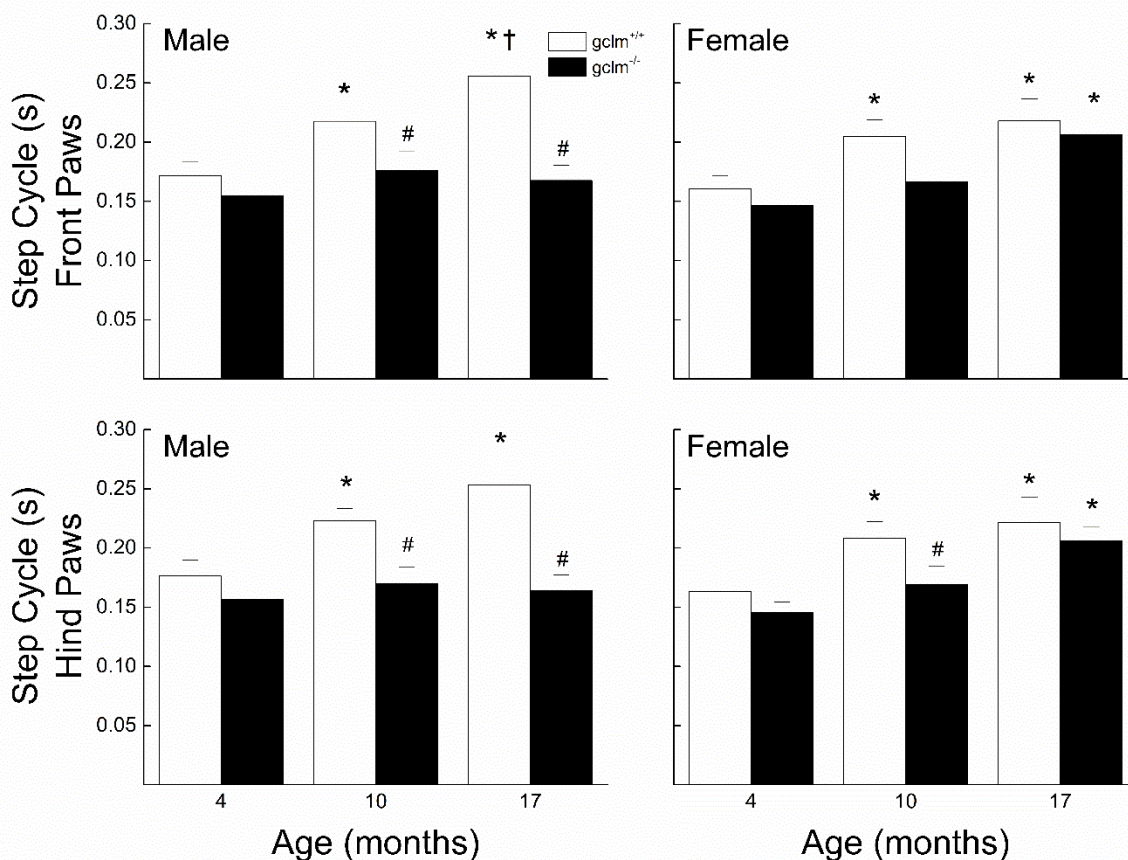 Male
Female
gclm+/+
gclm-/-
* * † #  #
* * *
Step Cycle (s)
Front Paws
0.30
0.25
0.20
0.15
0.10
0.05
Male
Female
* * # #
* # * *
Step Cycle (s)
Hind Paws
0.30
0.25
0.20
0.15
0.10
0.05
4 10 17
4 10 17
Age (months)
Age (months)